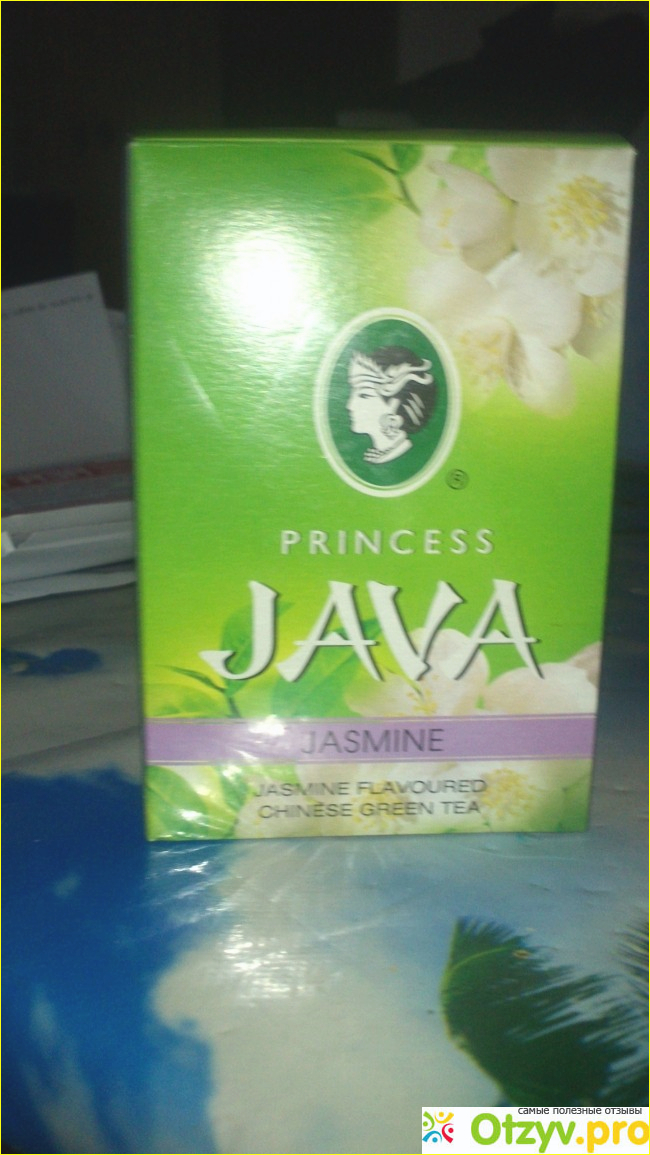 ®
PRINCESS
JAVA
JASMINE
JASMINE FLAVOURED
CHINESE GREEN TEA
самые полезные отзывы
Otzyv.pro